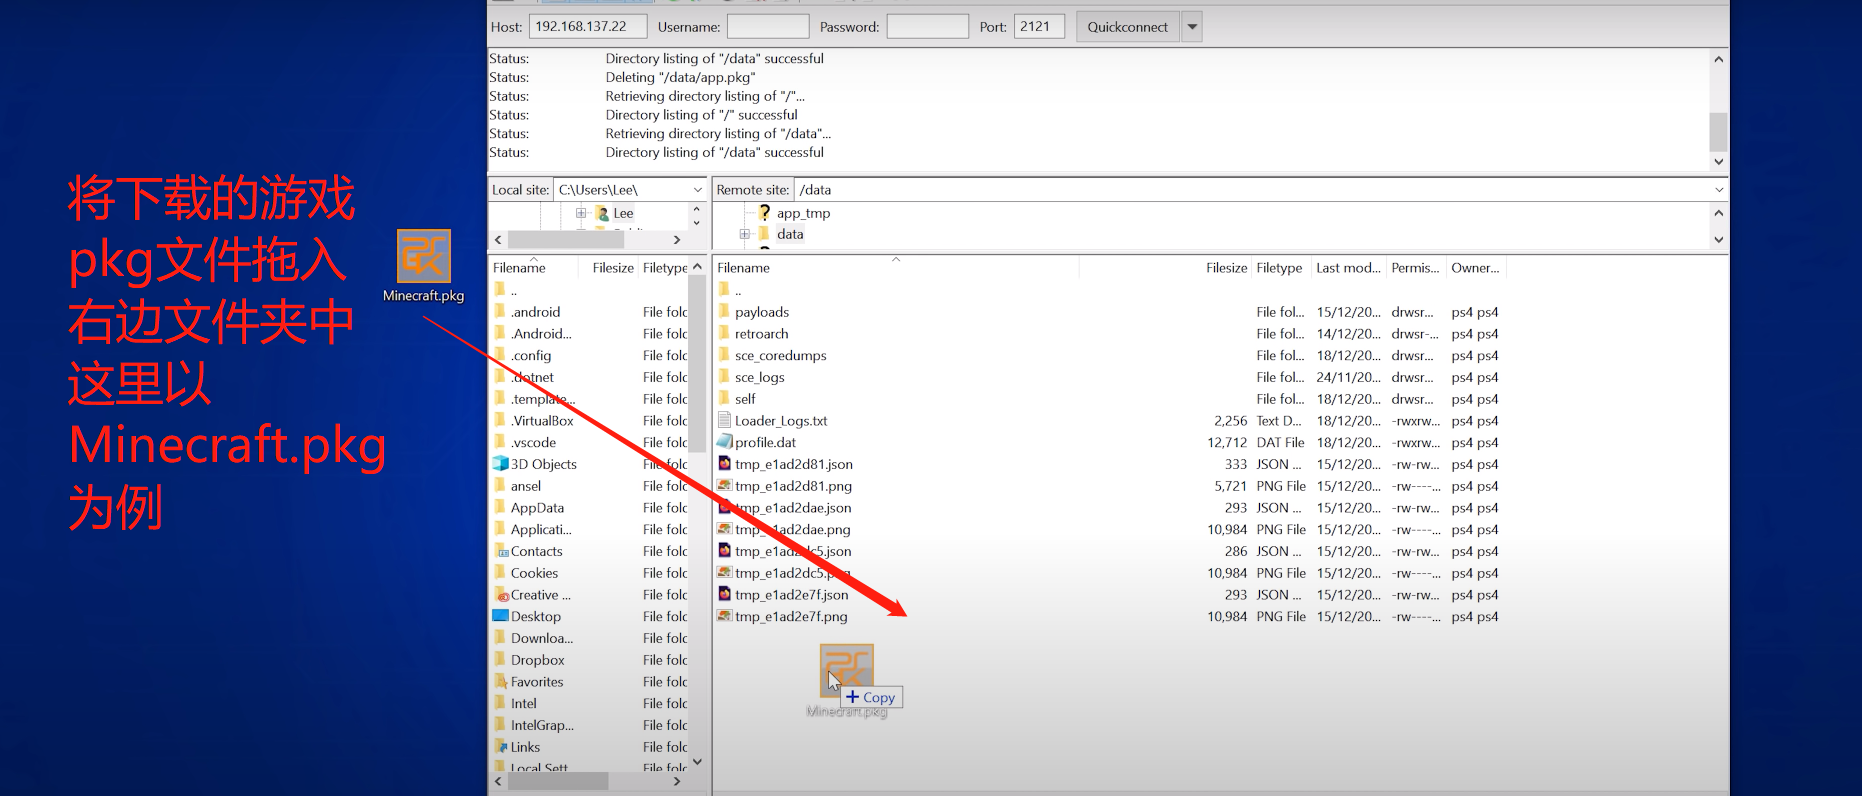 Host: 192.168.137.22 Username: Password: Port: 2121 Quickconnect
Status: Directory listing of "/data" successful
Status: Deleting "/data/app.pkg"
Status: Retrieving directory listing of "/"...
Status: Directory listing of "/" successful
Status: Retrieving directory listing of "/data"...
Status: Directory listing of "/data" successful
将下载的游戏
pkg文件拖入
右边文件夹中
这里以
Minecraft.pkg
为例
Minecraft.pkg
Local site: C:\Users\Lee\
Lee
Remote site: /data
app_tmp
data
Filename Filesize Filetype
..
.android File folc
.Android... File folc
.config File folc
.dotnet File folc
.template... File folc
.VirtualBox File folc
.vscode File folc
3D Objects File folc
ansel File folc
AppData File folc
Applicati... File folc
Contacts File folc
Cookies File folc
Creative ... File folc
Desktop File folc
Downloa... File folc
Dropbox File folc
Favorites File folc
Intel File folc
IntelGrap... File folc
Links File folc
Local Sett File folc
Filename Filesize Filetype Last mod... Permis... Owner...
..
payloads File fol... 15/12/20... drwsr... ps4 ps4
retroarch File fol... 14/12/20... drwsr-... ps4 ps4
sce_coredumps File fol... 18/12/20... drwsr... ps4 ps4
sce_logs File fol... 24/11/20... drwsr... ps4 ps4
self File fol... 18/12/20... drwsr... ps4 ps4
Loader_Logs.txt 2,256 Text D... 18/12/20... -rwxrw... ps4 ps4
profile.dat 12,712 DAT File 18/12/20... -rwxrw... ps4 ps4
tmp_e1ad2d81.json 333 JSON ... 15/12/20... -rw-rw... ps4 ps4
tmp_e1ad2d81.png 5,721 PNG File 15/12/20... -rw----... ps4 ps4
tmp_e1ad2dae.json 293 JSON ... 15/12/20... -rw-rw... ps4 ps4
tmp_e1ad2dae.png 10,984 PNG File 15/12/20... -rw----... ps4 ps4
tmp_e1ad2dc5.json 286 JSON ... 15/12/20... -rw-rw... ps4 ps4
tmp_e1ad2dc5.png 10,984 PNG File 15/12/20... -rw----... ps4 ps4
tmp_e1ad2e7f.json 293 JSON ... 15/12/20... -rw-rw... ps4 ps4
tmp_e1ad2e7f.png 10,984 PNG File 15/12/20... -rw----... ps4 ps4
Copy
Minecraft.pkg